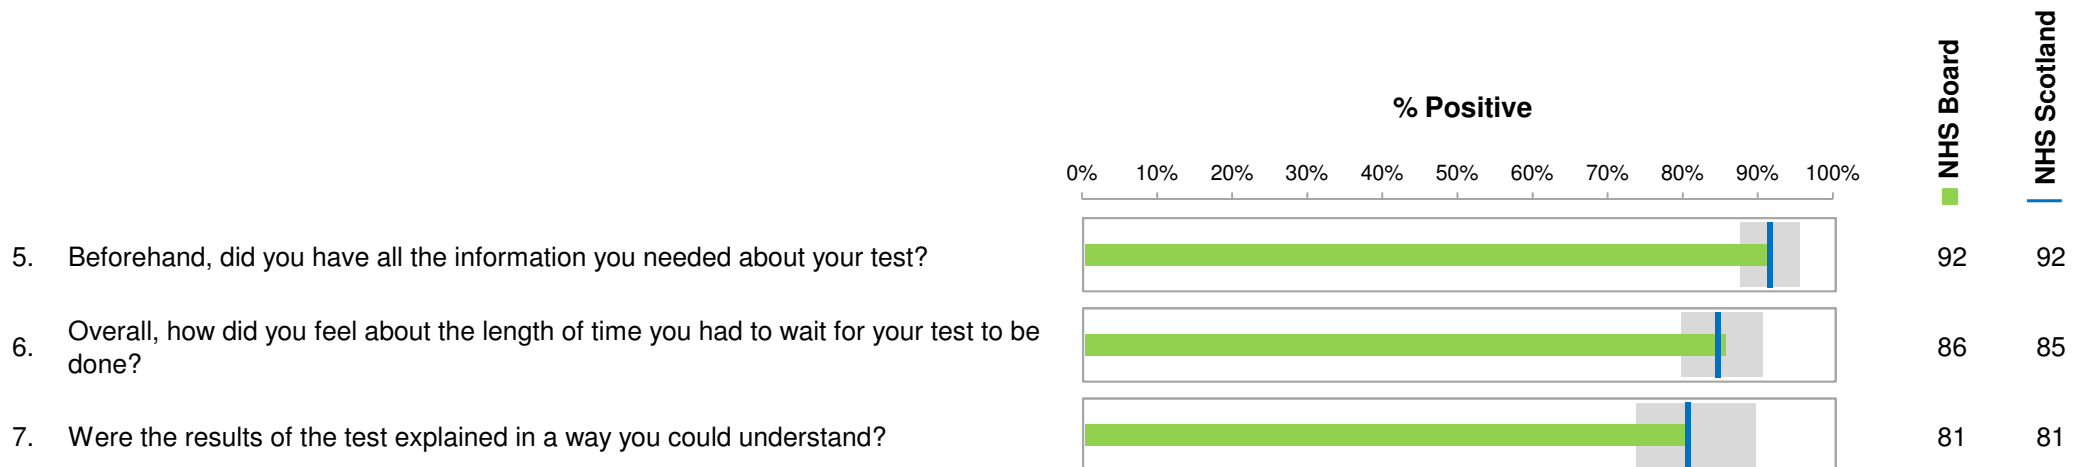 % Positive
NHS Board
NHS Scotland
0% 10% 20% 30% 40% 50% 60% 70% 80% 90% 100%
5. Beforehand, did you have all the information you needed about your test? 92 92
Overall, how did you feel about the length of time you had to wait for your test to be
6. done? 86 85
7. Were the results of the test explained in a way you could understand? 81 81